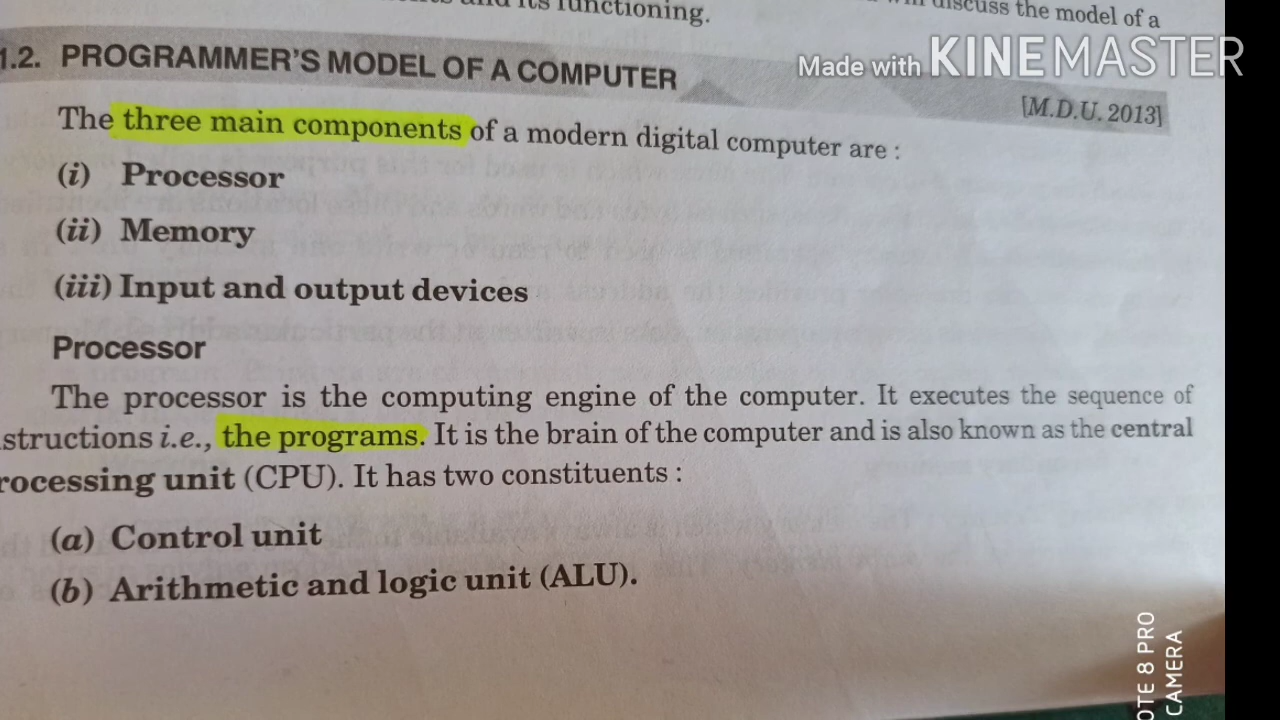 its functioning.
discuss the model of a
1.2. PROGRAMMER'S MODEL OF A COMPUTER
Made with KINEMASTER
[M.D.U. 2013]
The three main components of a modern digital computer are :
(i) Processor
(ii) Memory
(iii) Input and output devices
Processor
The processor is the computing engine of the computer. It executes the sequence of
structions i.e., the programs. It is the brain of the computer and is also known as the central
rocessing unit (CPU). It has two constituents :
(a) Control unit
(b) Arithmetic and logic unit (ALU).
OTE 8 PRO
CAMERA